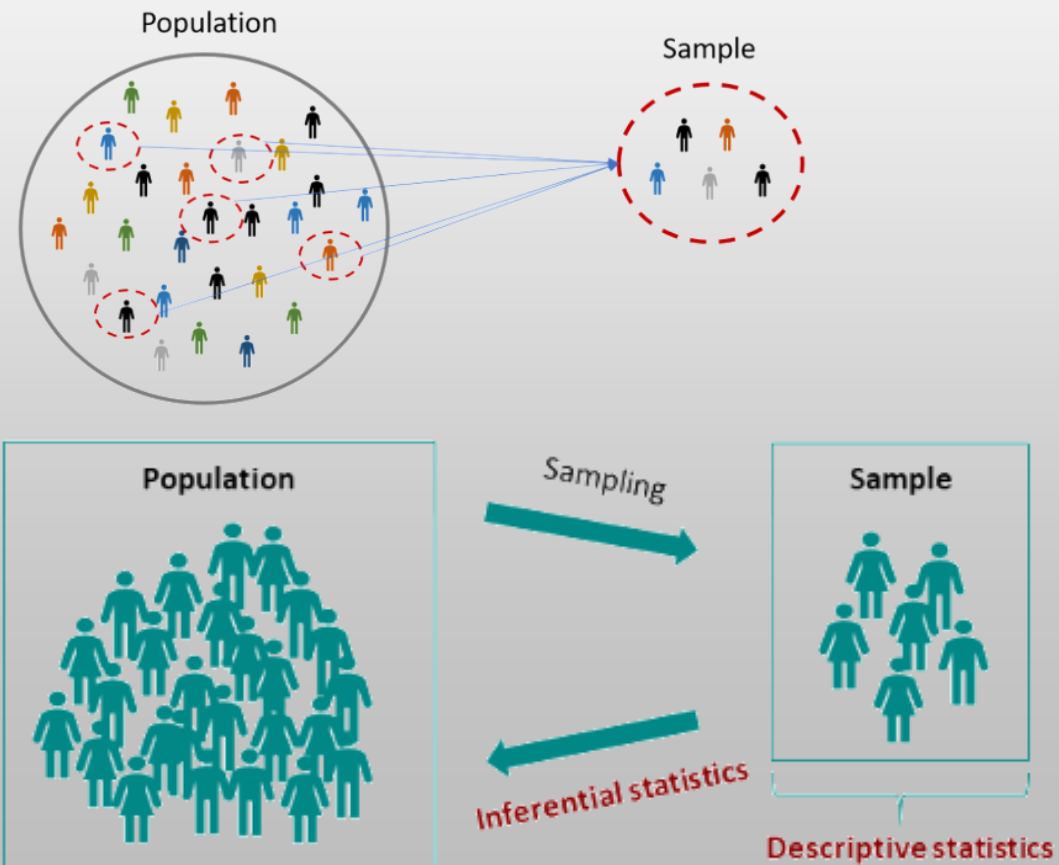 Population
Sample
Population
Sampling
Sample
Inferential statistics
Descriptive statistics